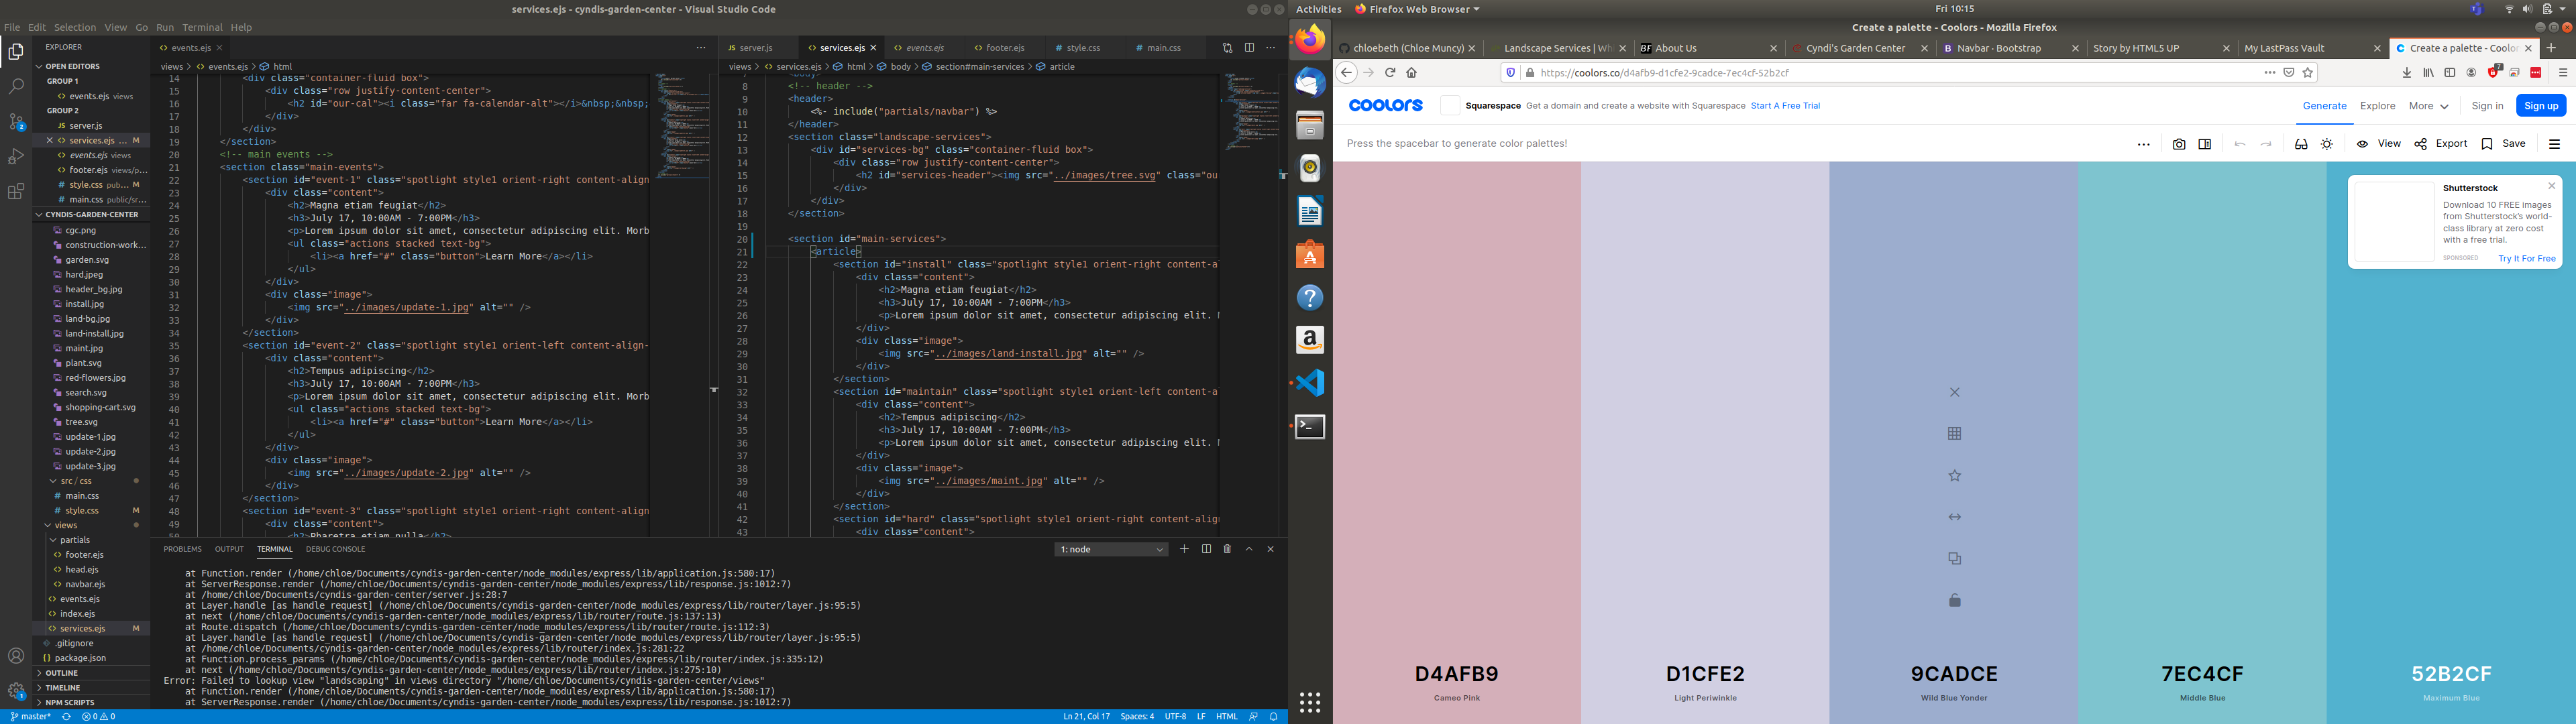 services.ejs - cyndis-garden-center - Visual Studio Code
File Edit Selection View Go Run Terminal Help
EXPLORER
OPEN EDITORS
GROUP 1
events.ejs views
GROUP 2
server.js
services.ejs ... M
events.ejs views
footer.ejs views/p...
style.css pub... M
main.css public/sr...
CYNDIS-GARDEN-CENTER
cgc.png
construction-work...
garden.svg
hard.jpeg
header_bg.jpg
install.jpg
land-bg.jpg
land-install.jpg
maint.jpg
plant.svg
red-flowers.jpg
search.svg
shopping-cart.svg
tree.svg
update-1.jpg
update-2.jpg
update-3.jpg
src / css
main.css
style.css M
views
partials
footer.ejs
head.ejs
navbar.ejs
events.ejs
index.ejs
services.ejs M
.gitignore
package.json
OUTLINE
TIMELINE
NPM SCRIPTS
events.ejs
views > events.ejs > html
14 <div class="container-fluid box">
15 <div class="row justify-content-center">
16 <h2 id="our-cal"><i class="far fa-calendar-alt"></i>&nbsp;&nbsp;
17 </div>
18 </div>
19 </section>
20 <!-- main events -->
21 <section class="main-events">
22 <section id="event-1" class="spotlight style1 orient-right content-align
23 <div class="content">
24 <h2>Magna etiam feugiat</h2>
25 <h3>July 17, 10:00AM - 7:00PM</h3>
26 <p>Lorem ipsum dolor sit amet, consectetur adipiscing elit. Morb
27 <ul class="actions stacked text-bg">
28 <li><a href="#" class="button">Learn More</a></li>
29 </ul>
30 </div>
31 <div class="image">
32 <img src="../images/update-1.jpg" alt="" />
33 </div>
34 </section>
35 <section id="event-2" class="spotlight style1 orient-left content-align-
36 <div class="content">
37 <h2>Tempus adipiscing</h2>
38 <h3>July 17, 10:00AM - 7:00PM</h3>
39 <p>Lorem ipsum dolor sit amet, consectetur adipiscing elit. Morb
40 <ul class="actions stacked text-bg">
41 <li><a href="#" class="button">Learn More</a></li>
42 </ul>
43 </div>
44 <div class="image">
45 <img src="../images/update-2.jpg" alt="" />
46 </div>
47 </section>
48 <section id="event-3" class="spotlight style1 orient-right content-align
49 <div class="content">
50 <h2>Pharetra etiam nulla</h2>
server.js services.ejs events.ejs footer.ejs style.css main.css
views > services.ejs > html > body > section#main-services > article
7 <body>
8 <!-- header -->
9 <header>
10 <%- include("partials/navbar") %>
11 </header>
12 <section class="landscape-services">
13 <div id="services-bg" class="container-fluid box">
14 <div class="row justify-content-center">
15 <h2 id="services-header"><img src="../images/tree.svg" class="ou
16 </div>
17 </div>
18 </section>
19
20 <section id="main-services">
21 <article>
22 <section id="install" class="spotlight style1 orient-right content-a
23 <div class="content">
24 <h2>Magna etiam feugiat</h2>
25 <h3>July 17, 10:00AM - 7:00PM</h3>
26 <p>Lorem ipsum dolor sit amet, consectetur adipiscing elit. M
27 </div>
28 <div class="image">
29 <img src="../images/land-install.jpg" alt="" />
30 </div>
31 </section>
32 <section id="maintain" class="spotlight style1 orient-left content-a
33 <div class="content">
34 <h2>Tempus adipiscing</h2>
35 <h3>July 17, 10:00AM - 7:00PM</h3>
36 <p>Lorem ipsum dolor sit amet, consectetur adipiscing elit. M
37 </div>
38 <div class="image">
39 <img src="../images/maint.jpg" alt="" />
40 </div>
41 </section>
42 <section id="hard" class="spotlight style1 orient-right content-alig
43 <div class="content">
PROBLEMS OUTPUT TERMINAL DEBUG CONSOLE
1: node
at Function.render (/home/chloe/Documents/cyndis-garden-center/node_modules/express/lib/application.js:580:17)
at ServerResponse.render (/home/chloe/Documents/cyndis-garden-center/node_modules/express/lib/response.js:1012:7)
at /home/chloe/Documents/cyndis-garden-center/server.js:28:7
at Layer.handle [as handle_request] (/home/chloe/Documents/cyndis-garden-center/node_modules/express/lib/router/layer.js:95:5)
at next (/home/chloe/Documents/cyndis-garden-center/node_modules/express/lib/router/route.js:137:13)
at Route.dispatch (/home/chloe/Documents/cyndis-garden-center/node_modules/express/lib/router/route.js:112:3)
at Layer.handle [as handle_request] (/home/chloe/Documents/cyndis-garden-center/node_modules/express/lib/router/layer.js:95:5)
at /home/chloe/Documents/cyndis-garden-center/node_modules/express/lib/router/index.js:281:22
at Function.process_params (/home/chloe/Documents/cyndis-garden-center/node_modules/express/lib/router/index.js:335:12)
at next (/home/chloe/Documents/cyndis-garden-center/node_modules/express/lib/router/index.js:275:10)
Error: Failed to lookup view "landscaping" in views directory "/home/chloe/Documents/cyndis-garden-center/views"
at Function.render (/home/chloe/Documents/cyndis-garden-center/node_modules/express/lib/application.js:580:17)
at ServerResponse.render (/home/chloe/Documents/cyndis-garden-center/node_modules/express/lib/response.js:1012:7)
master* 0 0
Ln 21, Col 17 Spaces: 4 UTF-8 LF HTML
Activities Firefox Web Browser Fri 10:15
Create a palette - Coolors - Mozilla Firefox
chloebeth (Chloe Muncy) Landscape Services | Wh About Us Cyndi's Garden Center Navbar · Bootstrap Story by HTML5 UP My LastPass Vault Create a palette - Coolor
https://coolors.co/d4afb9-d1cfe2-9cadce-7ec4cf-52b2cf
7
coolors
Squarespace Get a domain and create a website with Squarespace Start A Free Trial
Generate Explore More Sign in Sign up
Press the spacebar to generate color palettes!
View Export Save
Shutterstock
Download 10 FREE images
from Shutterstock's world-
class library at zero cost
with a free trial.
SPONSORED Try It For Free
D4AFB9
Cameo Pink
D1CFE2
Light Periwinkle
9CADCE
Wild Blue Yonder
7EC4CF
Middle Blue
52B2CF
Maximum Blue